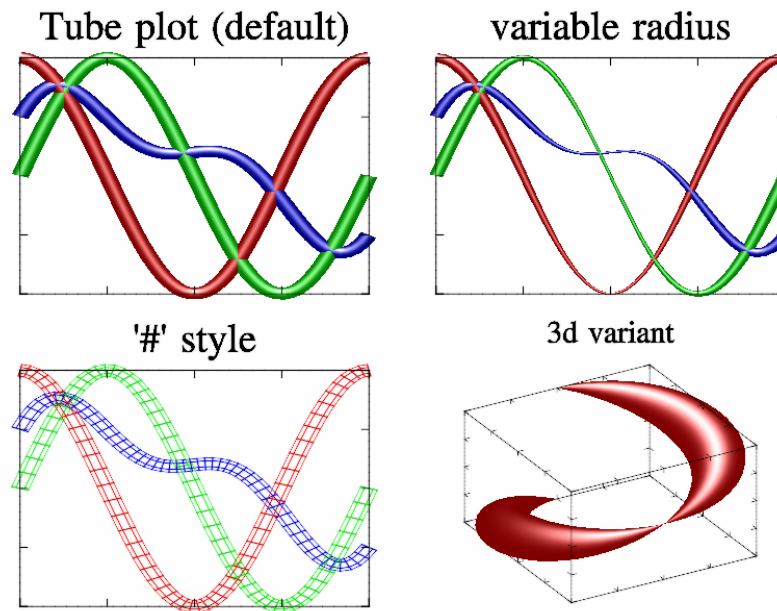 Tube plot (default)
variable radius
'#' style
3d variant